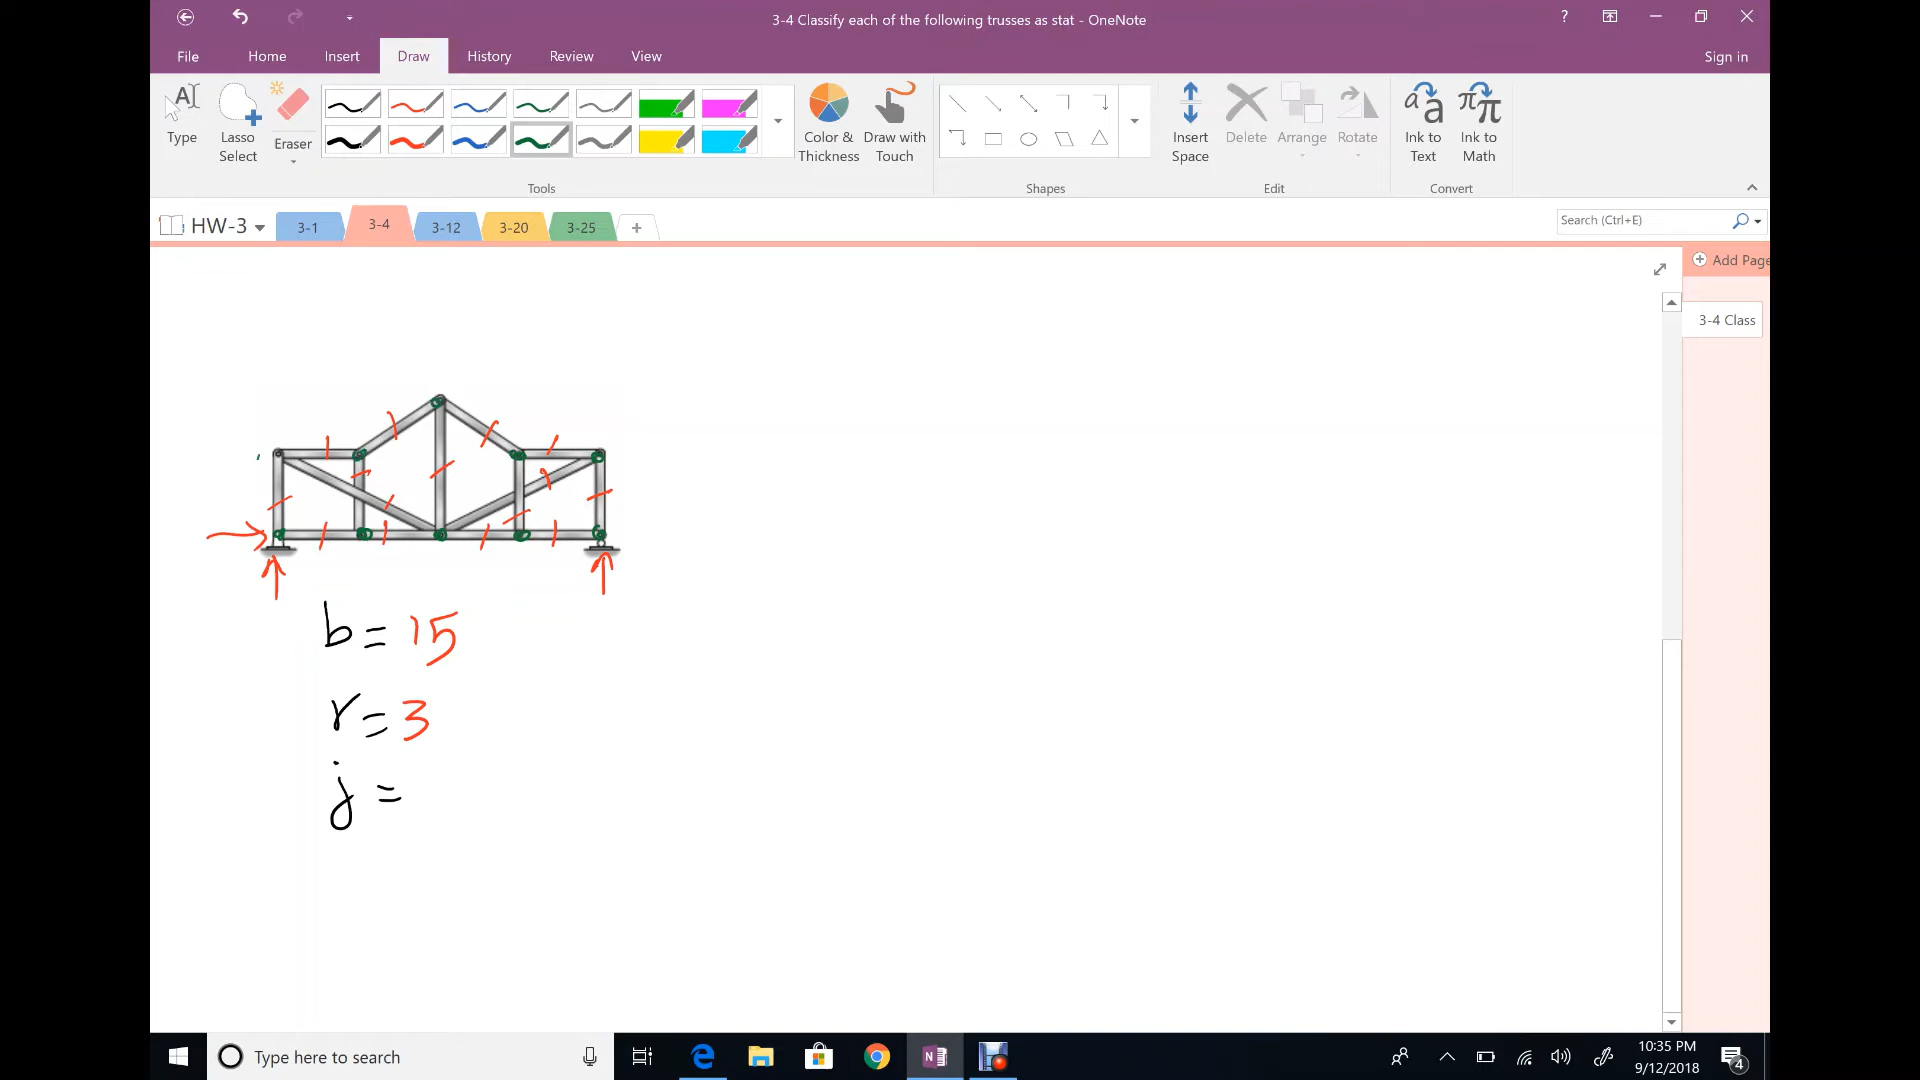 3-4 Classify each of the following trusses as stat - OneNote
?
File Home Insert Draw History Review View Sign in
Type
Lasso Select
Eraser
Color & Thickness
Draw with Touch
Insert Space
Delete
Arrange
Rotate
Ink to Text
Ink to Math
Tools Shapes Edit Convert
HW-3 3-1 3-4 3-12 3-20 3-25 + Search (Ctrl+E)
Add Page
3-4 Class
b = 15
r = 3
j =
Type here to search
10:35 PM
9/12/2018
4